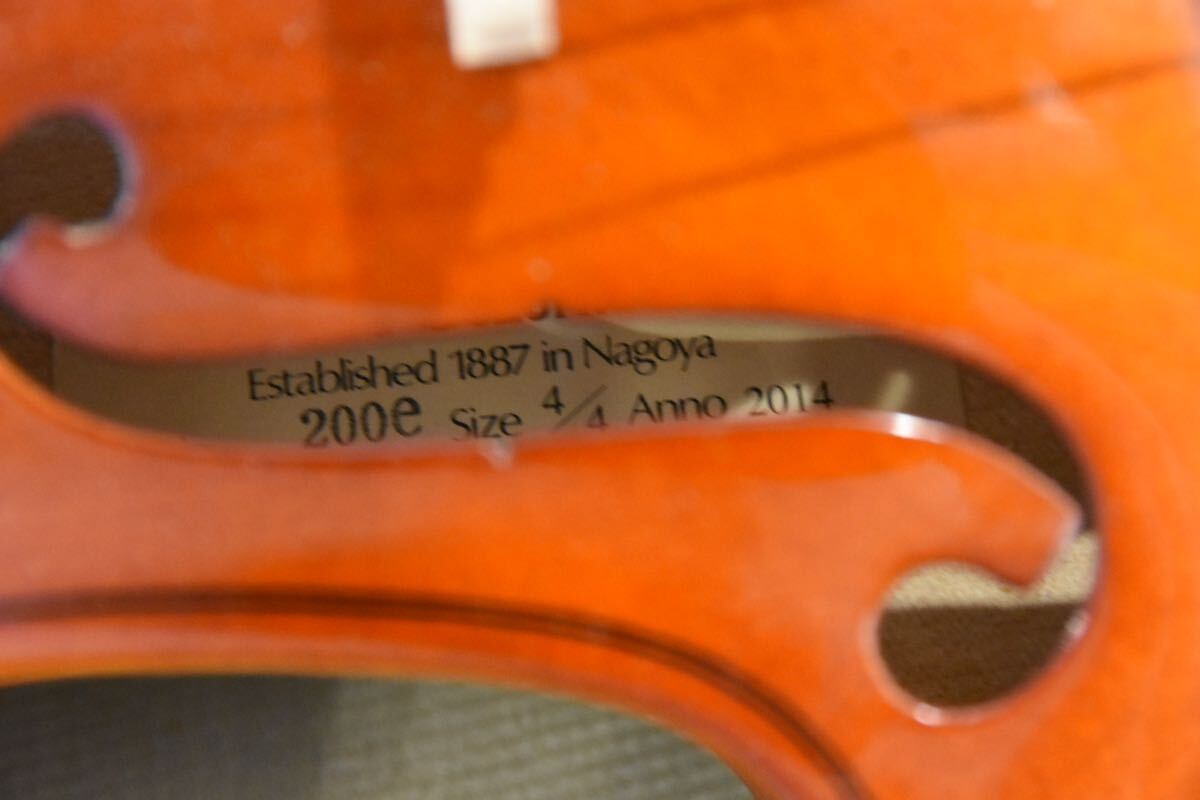 Established 1887 in Nagoya
200e Size 4/4 Anno 2014